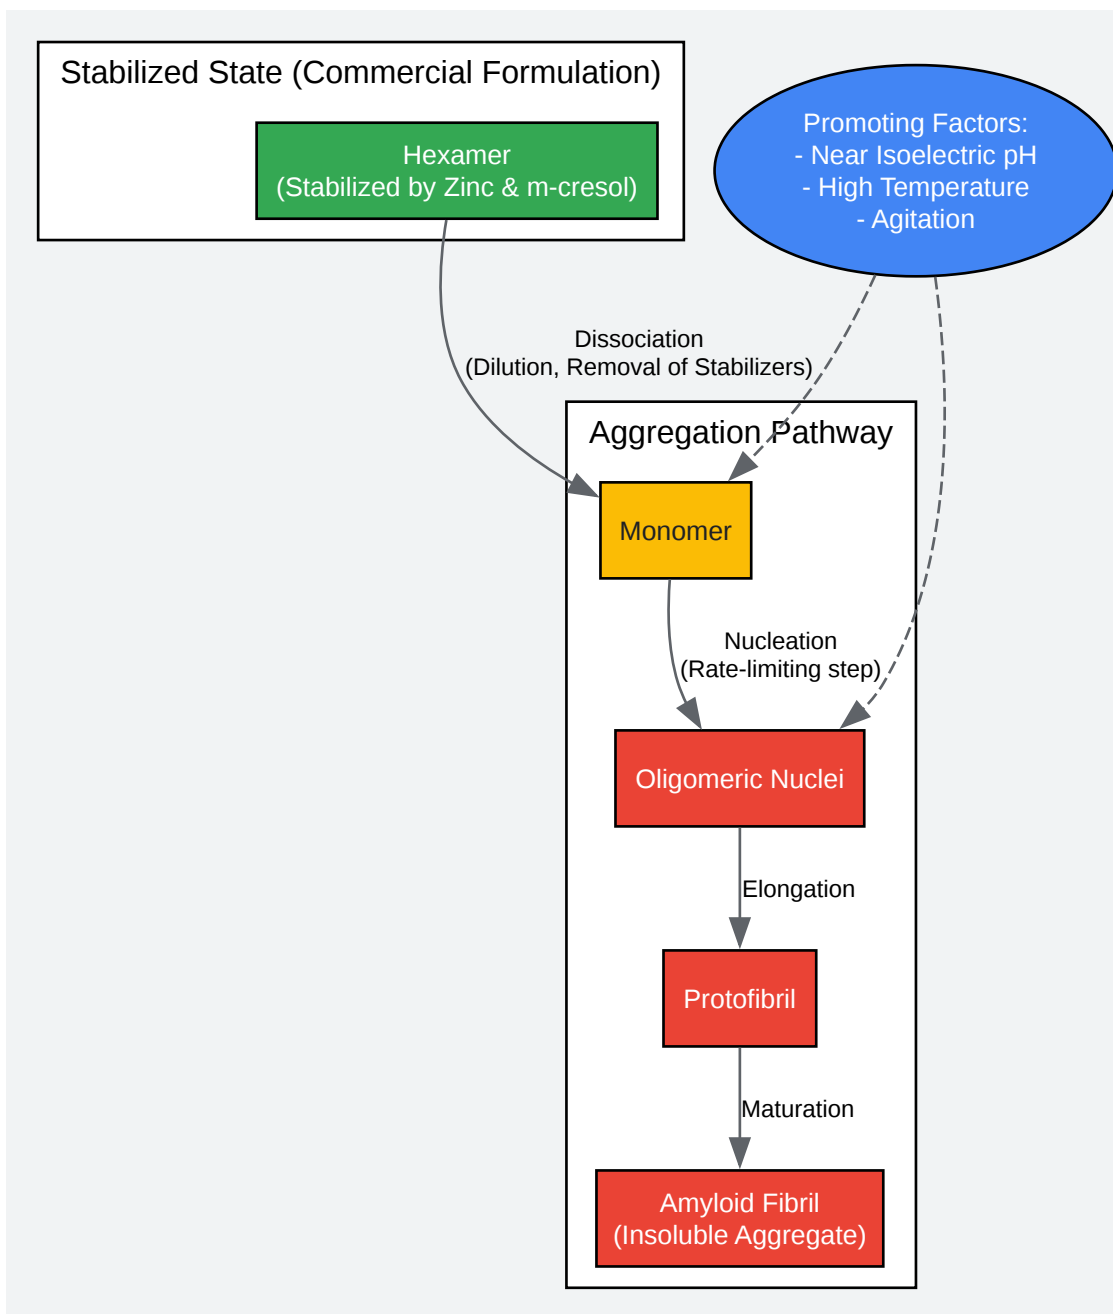 Stabilized State (Commercial Formulation)
Hexamer
(Stabilized by Zinc & m-cresol)
Promoting Factors:
- Near Isoelectric pH
- High Temperature
- Agitation
Dissociation
(Dilution, Removal of Stabilizers)
Aggregation Pathway
Monomer
Nucleation
(Rate-limiting step)
Oligomeric Nuclei
Elongation
Protofibril
Maturation
Amyloid Fibril
(Insoluble Aggregate)